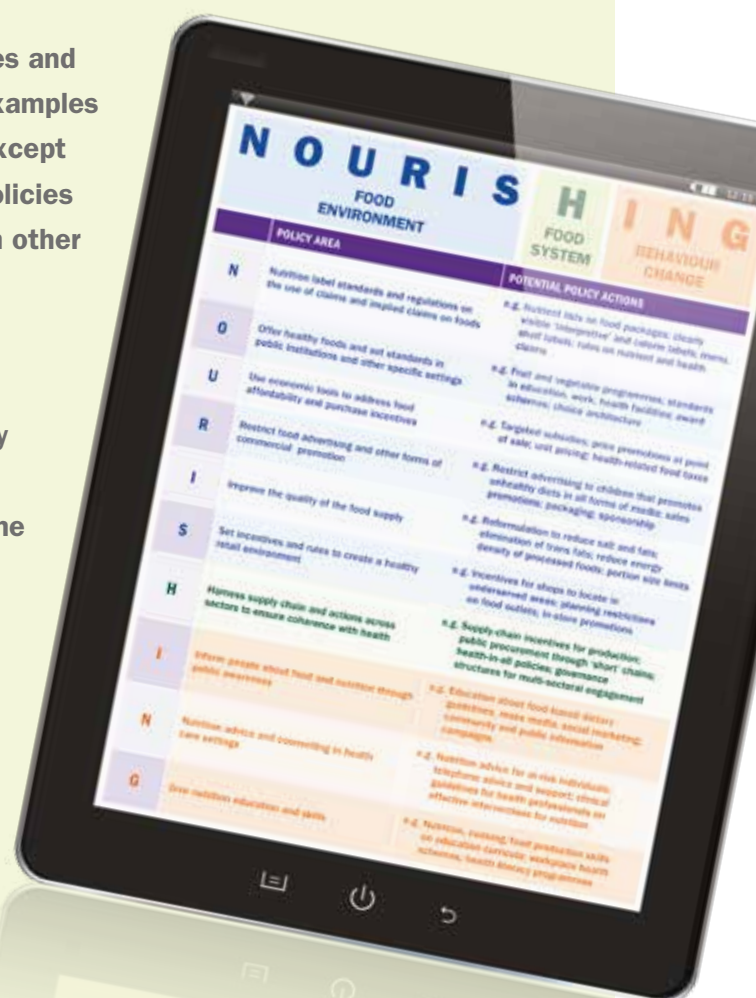 es and
xamples
xcept
olicies
n other
y
ne
12:15
N O U R I S H I N G
FOOD
ENVIRONMENT
FOOD
SYSTEM
BEHAVIOUR
CHANGE
POLICY AREA
POTENTIAL POLICY ACTIONS
N
Nutrition label standards and regulations on
the use of claims and implied claims on foods
e.g. Nutrient lists on food packages; clearly
visible 'interpretive' and calorie labels; menu,
shelf labels; rules on nutrient and health
claims
O
Offer healthy foods and set standards in
public institutions and other specific settings
e.g. Fruit and vegetable programmes; standards
in education, work, health facilities; award
schemes; choice architecture
U
Use economic tools to address food
affordability and purchase incentives
e.g. Targeted subsidies; price promotions at point
of sale; unit pricing; health-related food taxes
R
Restrict food advertising and other forms of
commercial promotion
e.g. Restrict advertising to children that promotes
unhealthy diets in all forms of media; sales
promotions; packaging; sponsorship
I
Improve the quality of the food supply
e.g. Reformulation to reduce salt and fats;
elimination of trans fats; reduce energy
density of processed foods; portion size limits
S
Set incentives and rules to create a healthy
retail environment
e.g. Incentives for shops to locate in
underserved areas; planning restrictions
on food outlets; in-store promotions
H
Harness supply chain and actions across
sectors to ensure coherence with health
e.g. Supply-chain incentives for production;
public procurement through 'short' chains;
health-in-all policies; governance
structures for multi-sectoral engagement
I
Inform people about food and nutrition through
public awareness
e.g. Education about food-based dietary
guidelines, mass media, social marketing;
community and public information
campaigns
N
Nutrition advice and counselling in health
care settings
e.g. Nutrition advice for at-risk individuals;
telephone advice and support; clinical
guidelines for health professionals on
effective interventions for nutrition
G
Give nutrition education and skills
e.g. Nutrition, cooking/food production skills
on education curricula; workplace health
schemes; health literacy programmes